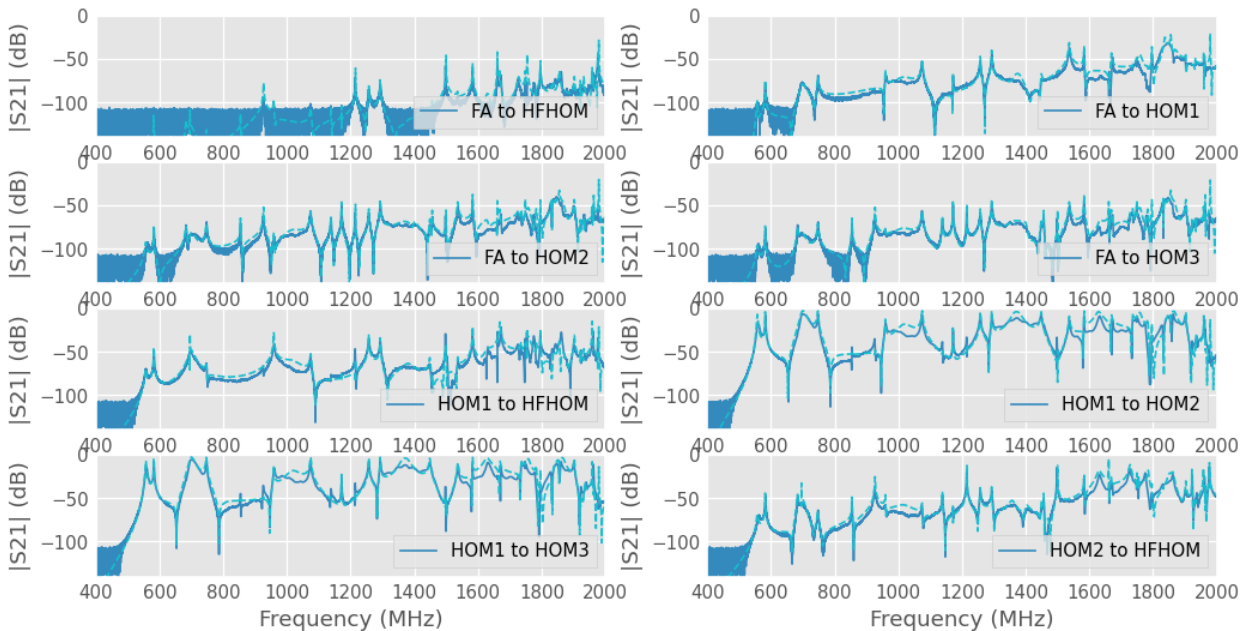 0 0
−50 −50
−100 −100
|S21| (dB) |S21| (dB)
FA to HFHOM FA to HOM1
400 600 800 1000 1200 1400 1600 1800 2000 400 600 800 1000 1200 1400 1600 1800 2000
0 0
−50 −50
−100 −100
|S21| (dB) |S21| (dB)
FA to HOM2 FA to HOM3
400 600 800 1000 1200 1400 1600 1800 2000 400 600 800 1000 1200 1400 1600 1800 2000
0 0
−50 −50
−100 −100
|S21| (dB) |S21| (dB)
HOM1 to HFHOM HOM1 to HOM2
400 600 800 1000 1200 1400 1600 1800 2000 400 600 800 1000 1200 1400 1600 1800 2000
0 0
−50 −50
−100 −100
|S21| (dB) |S21| (dB)
HOM1 to HOM3 HOM2 to HFHOM
400 600 800 1000 1200 1400 1600 1800 2000 400 600 800 1000 1200 1400 1600 1800 2000
Frequency (MHz) Frequency (MHz)